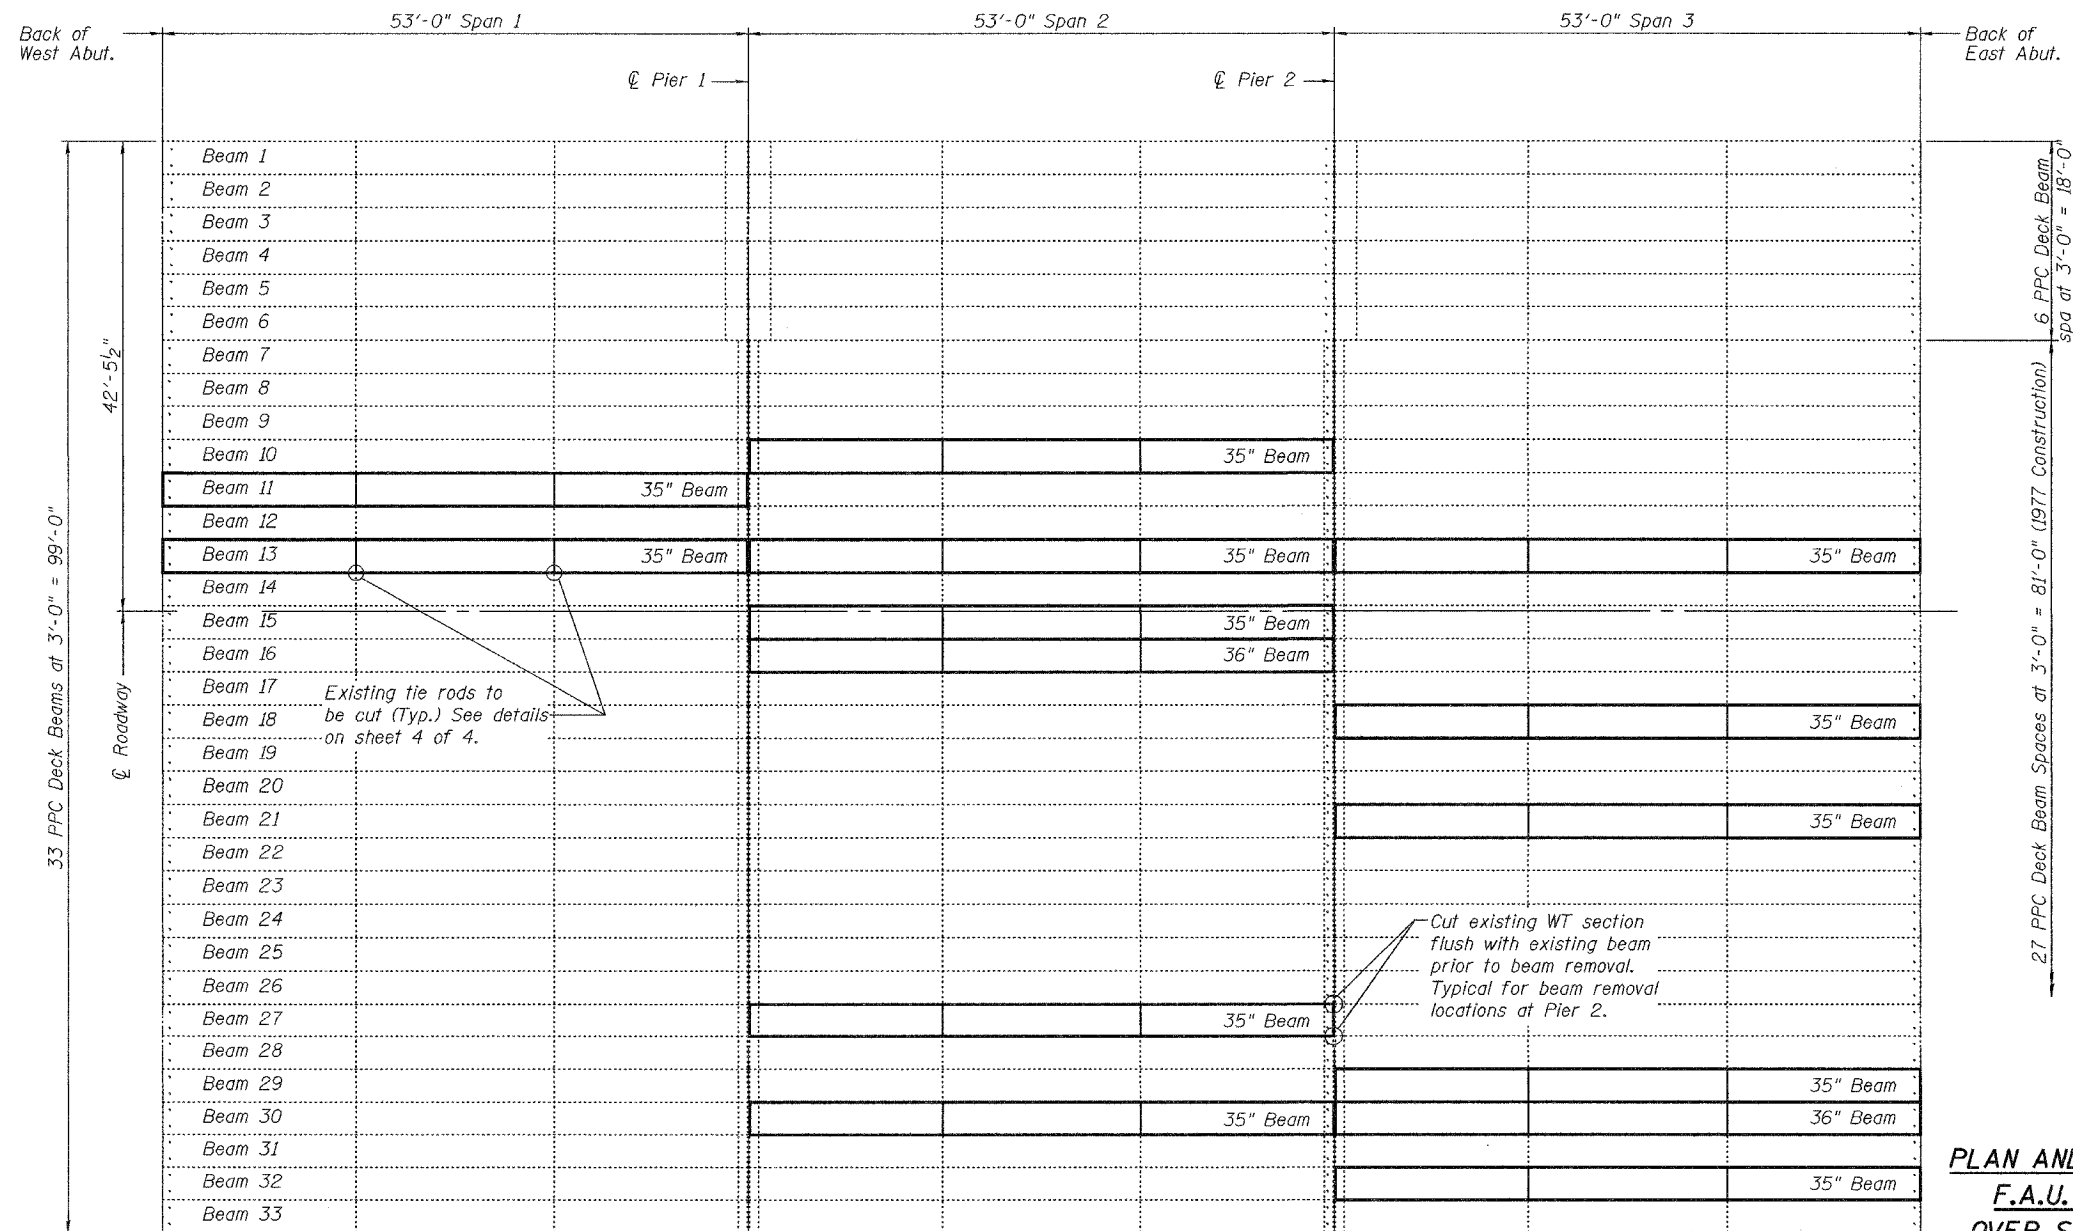 53'-0" Span 1
53'-0" Span 2
53'-0" Span 3
Back of
West Abut.
Back of
East Abut.
℄ Pier 1
℄ Pier 2
Beam 1
Beam 2
Beam 3
Beam 4
Beam 5
Beam 6
Beam 7
Beam 8
Beam 9
Beam 10
35" Beam
Beam 11
35" Beam
Beam 12
Beam 13
35" Beam
35" Beam
35" Beam
Beam 14
Beam 15
35" Beam
Beam 16
36" Beam
Beam 17
Beam 18
35" Beam
Existing tie rods to
be cut (Typ.) See details
on sheet 4 of 4.
Beam 19
Beam 20
Beam 21
35" Beam
Beam 22
Beam 23
Beam 24
Beam 25
Beam 26
Cut existing WT section
flush with existing beam
prior to beam removal.
Typical for beam removal
locations at Pier 2.
Beam 27
35" Beam
Beam 28
Beam 29
35" Beam
Beam 30
35" Beam
36" Beam
Beam 31
Beam 32
35" Beam
Beam 33
33 PPC Deck Beams at 3'-0" = 99'-0"
42'-5½"
℄ Roadway
6 PPC Deck Beam
spa at 3'-0" = 18'-0"
27 PPC Deck Beam Spaces at 3'-0" = 81'-0" (1977 Construction)
PLAN AND
F.A.U.
OVER S